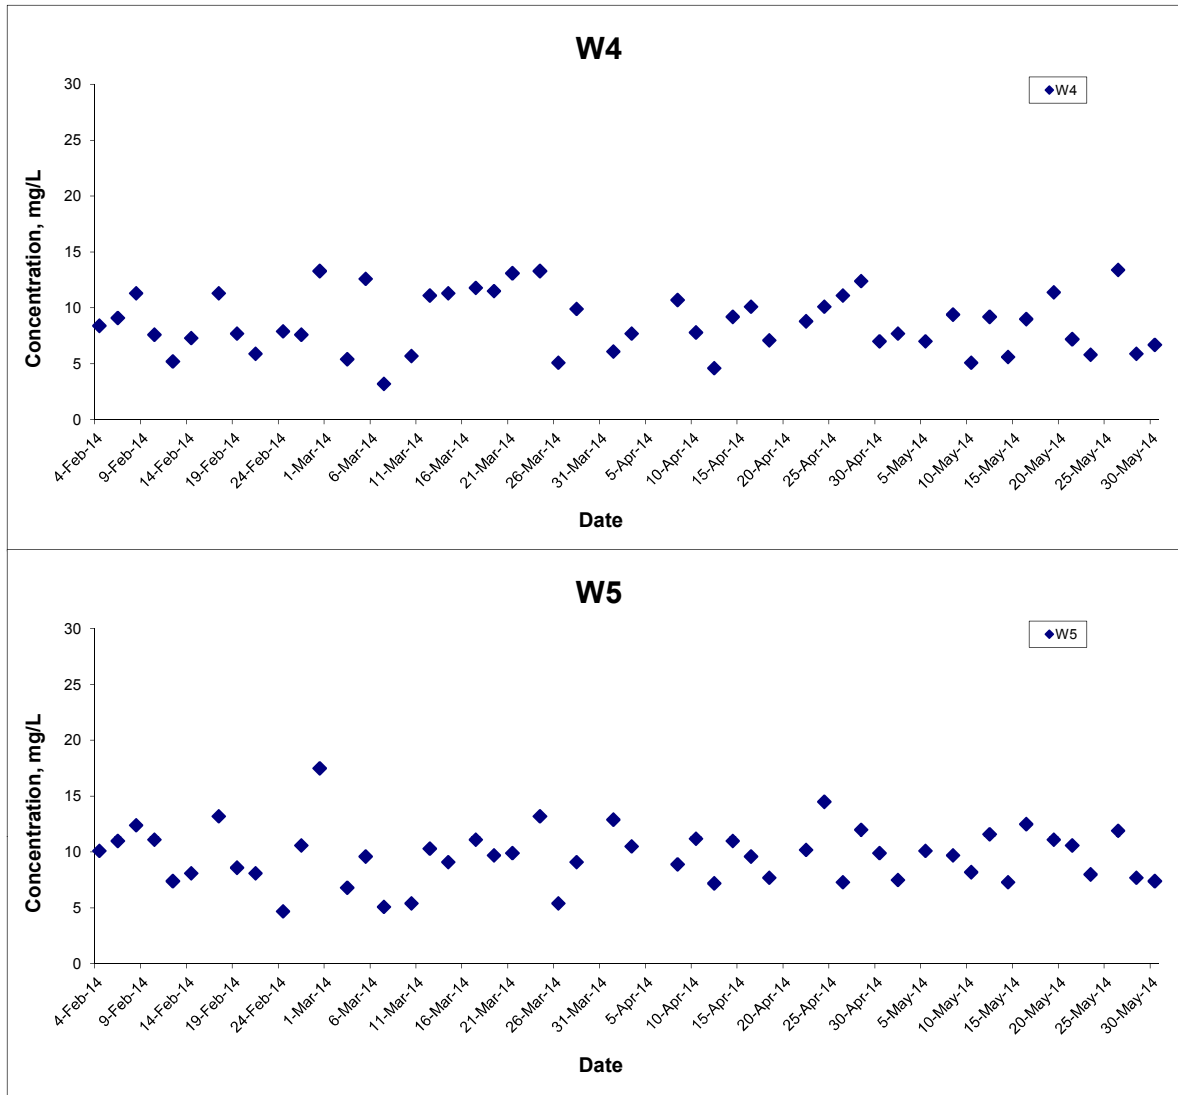 W4
W4
30
25
20
15
10
5
0
Concentration, mg/L
4-Feb-14
9-Feb-14
14-Feb-14
19-Feb-14
24-Feb-14
1-Mar-14
6-Mar-14
11-Mar-14
16-Mar-14
21-Mar-14
26-Mar-14
31-Mar-14
5-Apr-14
10-Apr-14
15-Apr-14
20-Apr-14
25-Apr-14
30-Apr-14
5-May-14
10-May-14
15-May-14
20-May-14
25-May-14
30-May-14
Date
W5
W5
30
25
20
15
10
5
0
Concentration, mg/L
4-Feb-14
9-Feb-14
14-Feb-14
19-Feb-14
24-Feb-14
1-Mar-14
6-Mar-14
11-Mar-14
16-Mar-14
21-Mar-14
26-Mar-14
31-Mar-14
5-Apr-14
10-Apr-14
15-Apr-14
20-Apr-14
25-Apr-14
30-Apr-14
5-May-14
10-May-14
15-May-14
20-May-14
25-May-14
30-May-14
Date